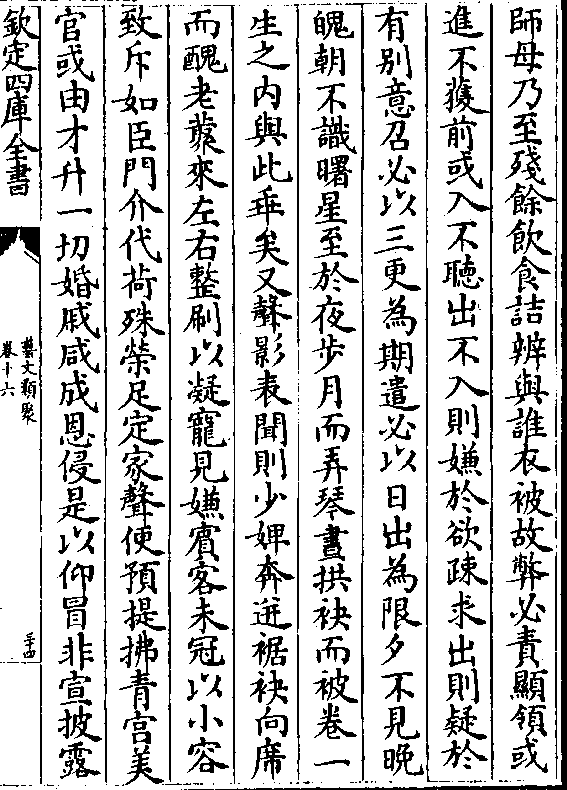 師母乃至殘餘飲食詰辨與誰衣被故弊必責顯領或
進不獲前或入不聽出不入則嫌於欲疎求出則疑於
有别意召必以三更為期遣必以日出為限夕不見晚
魄朝不識曙星至於夜步月而弄琴晝拱袂而被卷一
生之内與此乖矣又聲影表聞則少婢奔迸裾袂向席
而醜老藂來左右整刷以凝寵見嫌賓客未冠以小容
致斥如臣門介代荷殊榮足定家聲便預提拂青宫美
官或由才升一切婚戚咸成恩侵是以仰冒非宣披露
欽定四庫全書
藝文類聚
卷十六
三四